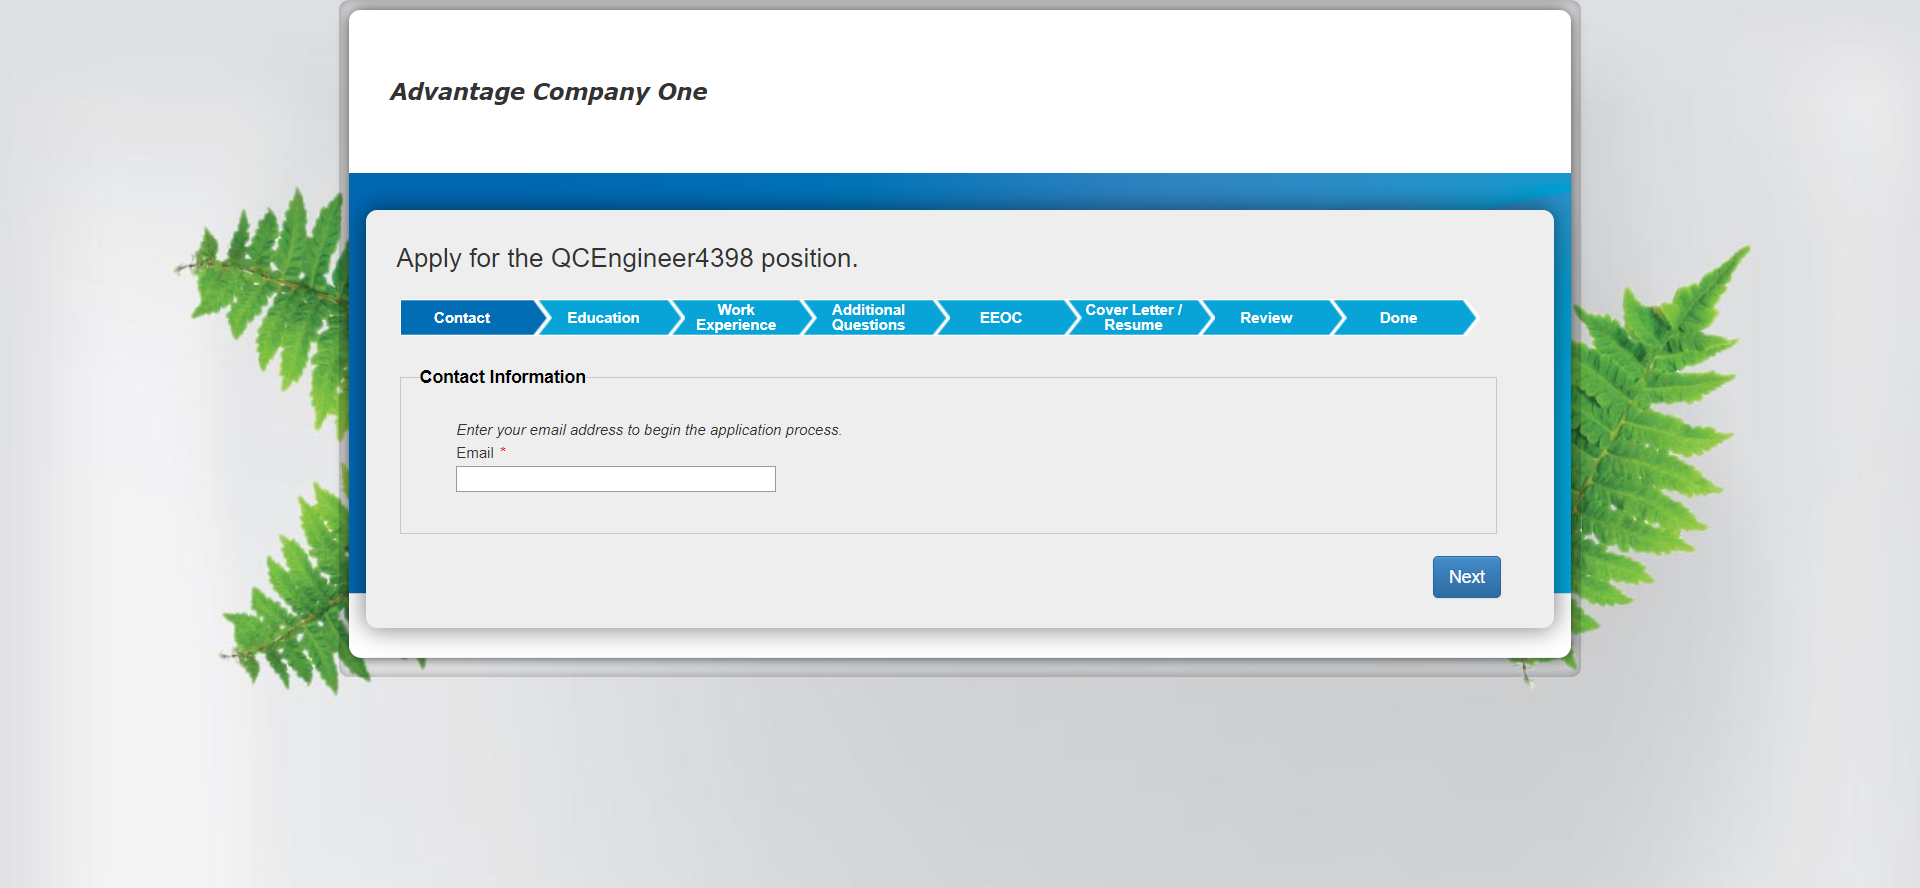 Advantage Company One
Apply for the QCEngineer4398 position.
Contact
Education
Work
Experience
Additional
Questions
EEOC
Cover Letter /
Resume
Review
Done
Contact Information
Enter your email address to begin the application process.
Email *
Next